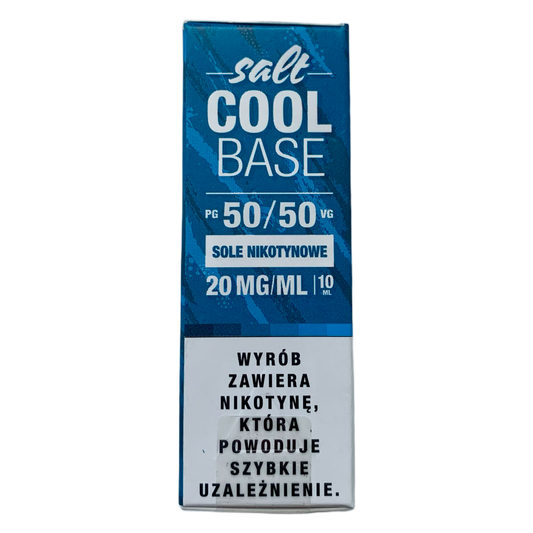 salt
COOL
BASE
PG 50/50 VG
SOLE NIKOTYNOWE
20 MG/ML | 10 ML
WYRÓB
ZAWIERA
NIKOTYNĘ,
KTÓRA
POWODUJE
SZYBKIE
UZALEŻNIENIE.